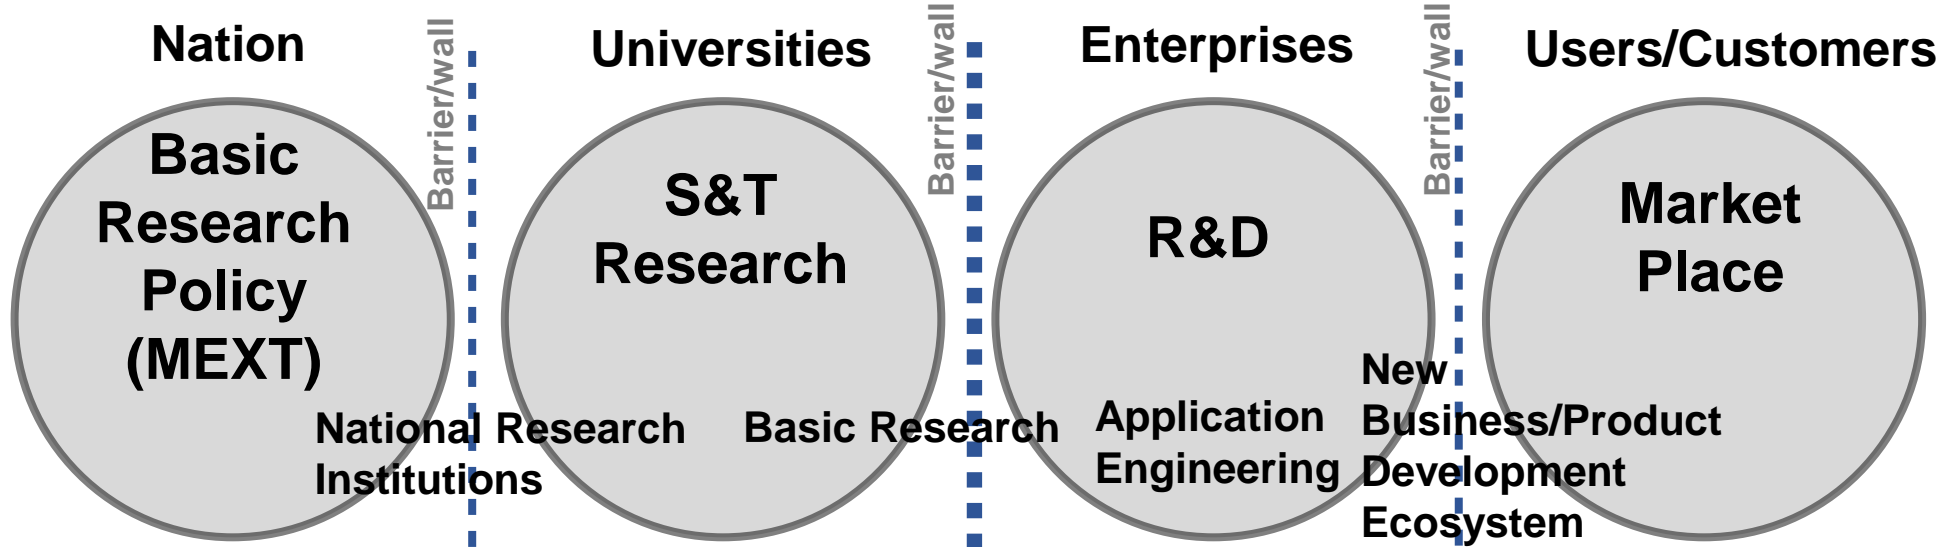 Nation
Universities
Enterprises
Users/Customers
Barrier/wall
Barrier/wall
Barrier/wall
Basic
Research
Policy
(MEXT)
S&T
Research
R&D
Market
Place
National Research
Institutions
Basic Research
Application
Engineering
New
Business/Product
Development
Ecosystem